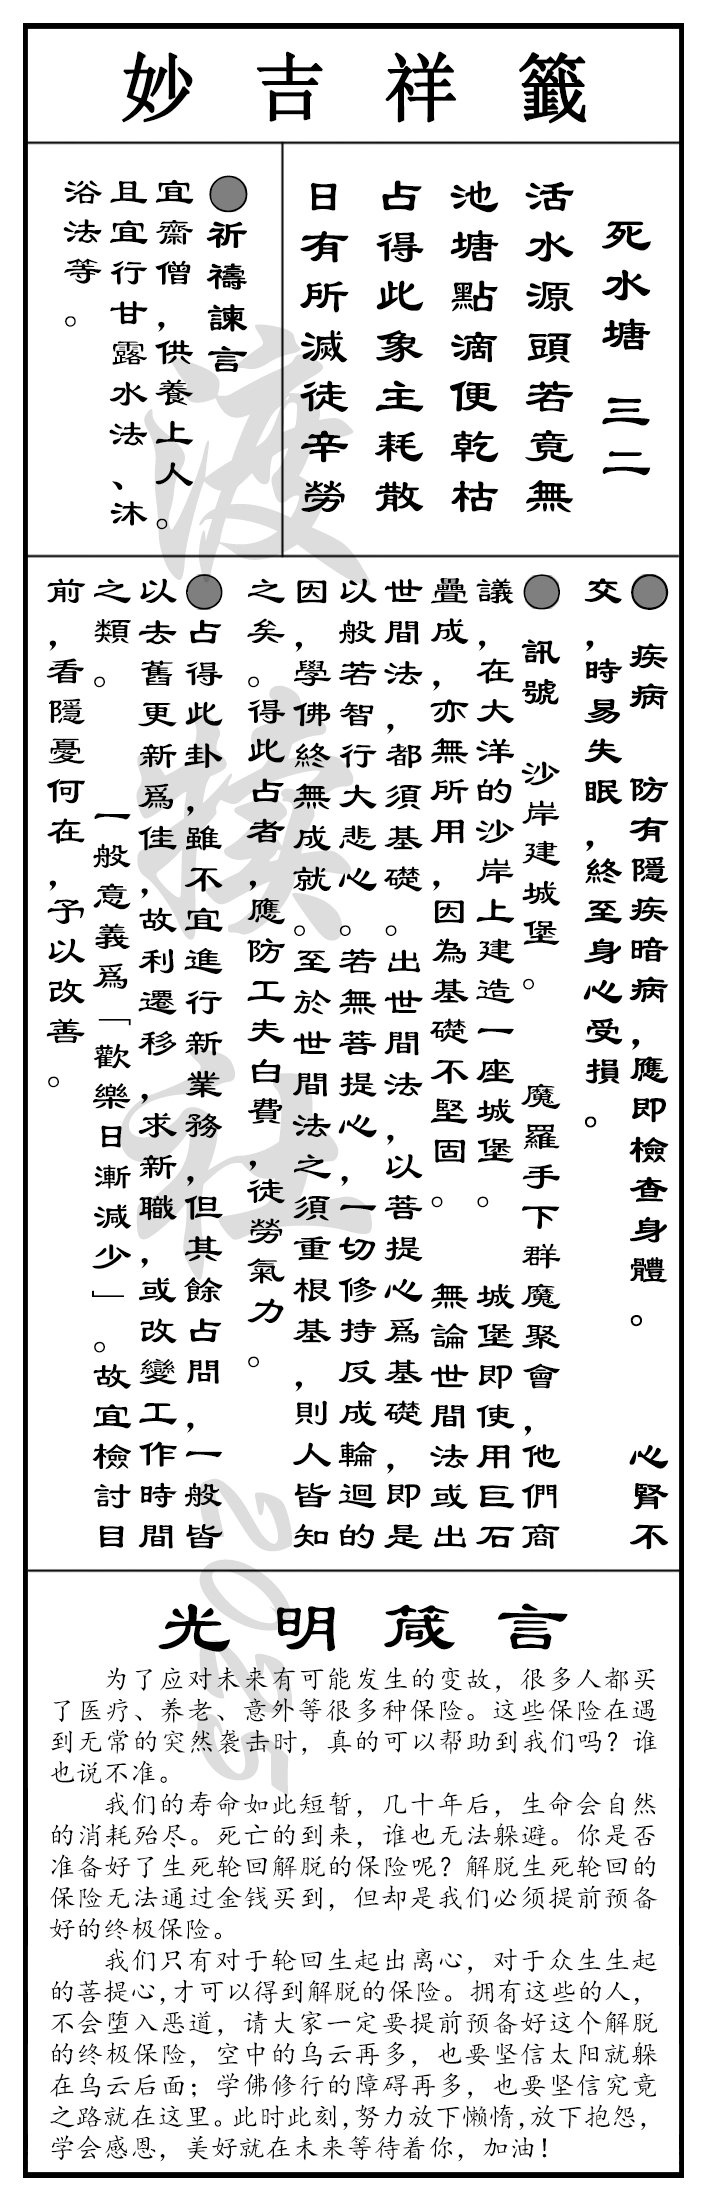 妙吉祥籤
死水塘 三二
活水源頭若竟無
池塘點滴便乾枯
占得此象主耗散
日有所滅徒辛勞
●祈禱諫言
宜齋僧，供養上人。
且宜行甘露水法、沐
浴法等。
● 疾病 防有隱疾暗病，應即檢查身體。 心腎不
交，時易失眠，終至身心受損。
● 訊號 沙岸建城堡。 魔羅手下群魔聚會，他們商
議，在大洋的沙岸上建造一座城堡。 城堡即使用巨石
疊成，亦無所用，因為基礎不堅固。 無論世間法或出
世間法，都須基礎。出世間法，以菩提心爲基礎，即是
以般若智行大悲心。若無菩提心，一切修持反成輪迴的
因，學佛終無成就。至於世間法之須重根基，則人皆知
之矣。得此占者，應防工夫白費，徒勞氣力。
●占得此卦，雖不宜進行新業務，但其餘占問，一般皆
以去舊更新爲佳，故利遷移，求新職，或改變工作時間
之類。 一般意義爲「歡樂日漸減少」。故宜檢討目
前，看隱憂何在，予以改善。
渡猴社
2025
光明箴言
为了应对未来有可能发生的变故，很多人都买
了医疗、养老、意外等很多种保险。这些保险在遇
到无常的突然袭击时，真的可以帮助到我们吗？谁
也说不准。
我们的寿命如此短暂，几十年后，生命会自然
的消耗殆尽。死亡的到来，谁也无法躲避。你是否
准备好了生死轮回解脱的保险呢？解脱生死轮回的
保险无法通过金钱买到，但却是我们必须提前预备
好的终极保险。
我们只有对于轮回生起出离心，对于众生生起
的菩提心，才可以得到解脱的保险。拥有这些的人，
不会堕入恶道，请大家一定要提前预备好这个解脱
的终极保险，空中的乌云再多，也要坚信太阳就躲
在乌云后面；学佛修行的障碍再多，也要坚信究竟
之路就在这里。此时此刻，努力放下懒惰，放下抱怨，
学会感恩，美好就在未来等待着你，加油！